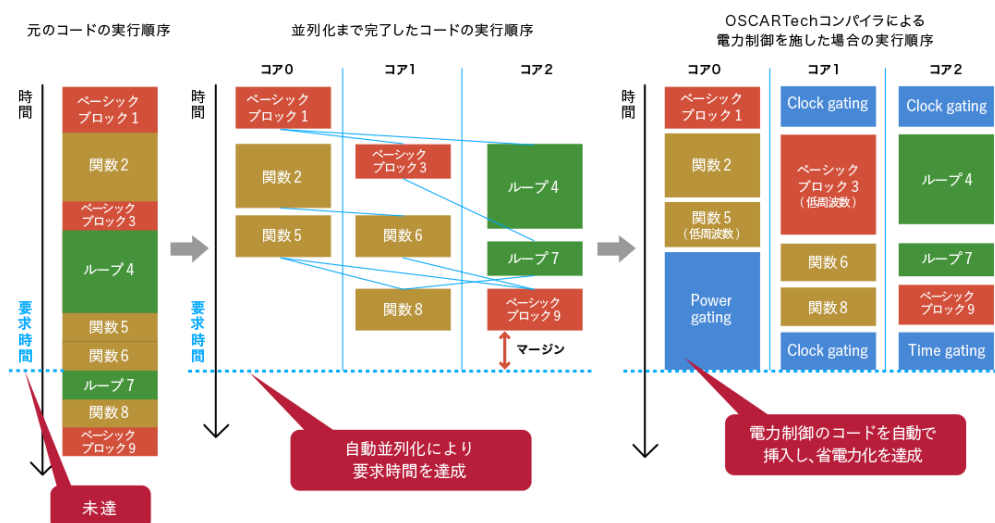 元のコードの実行順序
並列化まで完了したコードの実行順序
OSCARTechコンパイラによる
電力制御を施した場合の実行順序
時間
ベーシック
ブロック1
関数2
ベーシック
ブロック3
ループ4
関数5
関数6
ループ7
関数8
ベーシック
ブロック9
要求時間
未達
時間
要求時間
コア0
コア1
コア2
ベーシック
ブロック1
関数2
ベーシック
ブロック3
ループ4
関数5
関数6
ループ7
関数8
ベーシック
ブロック9
マージン
自動並列化により
要求時間を達成
時間
コア0
コア1
コア2
ベーシック
ブロック1
Clock gating
Clock gating
関数2
ベーシック
ブロック3
(低周波数)
ループ4
関数5
(低周波数)
関数6
ループ7
Power
gating
関数8
ベーシック
ブロック9
Clock gating
Time gating
電力制御のコードを自動で
挿入し、省電力化を達成